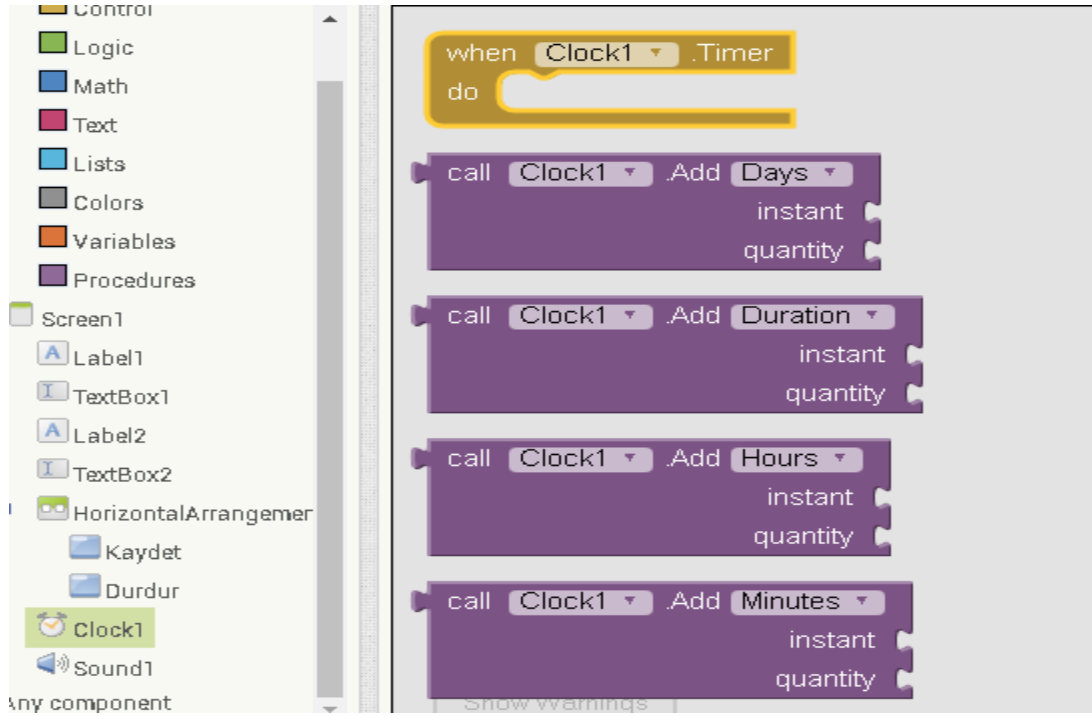 Control
Logic
Math
Text
Lists
Colors
Variables
Procedures
Screen1
Label1
TextBox1
Label2
TextBox2
HorizontalArrangemer
Kaydet
Durdur
Clock1
Sound1
Any component
when Clock1 .Timer
do
call Clock1 .Add Days
instant
quantity
call Clock1 .Add Duration
instant
quantity
call Clock1 .Add Hours
instant
quantity
call Clock1 .Add Minutes
instant
quantity
Show Warnings